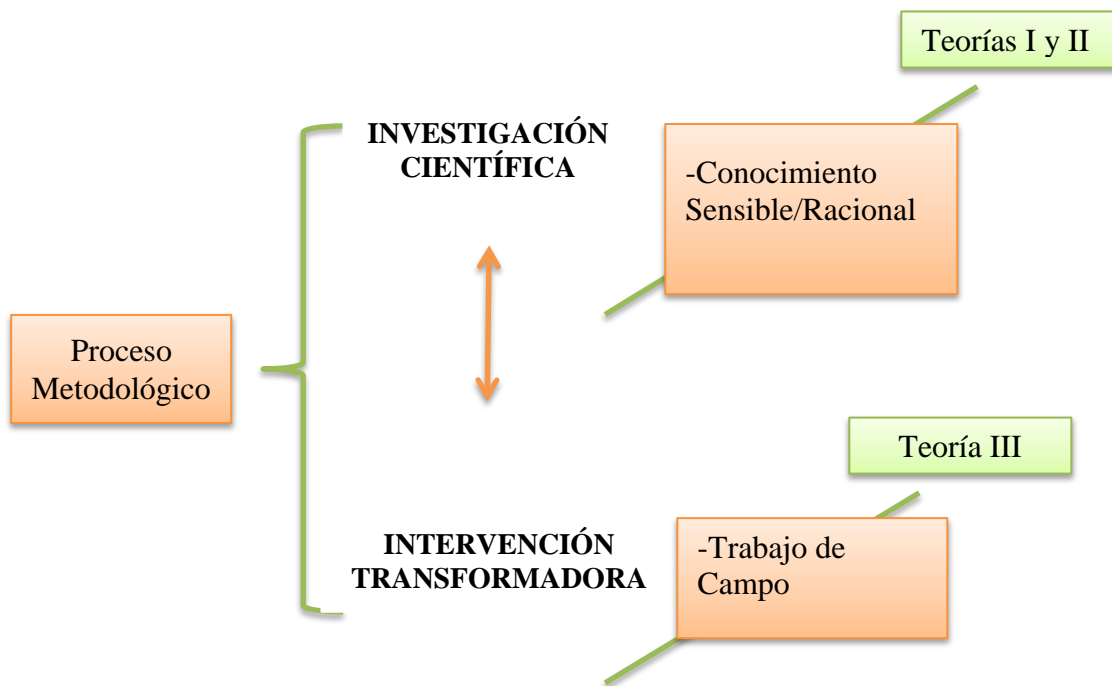 Teorías I y II
INVESTIGACIÓN
CIENTÍFICA
-Conocimiento
Sensible/Racional
Proceso
Metodológico
Teoría III
INTERVENCIÓN
TRANSFORMADORA
-Trabajo de
Campo